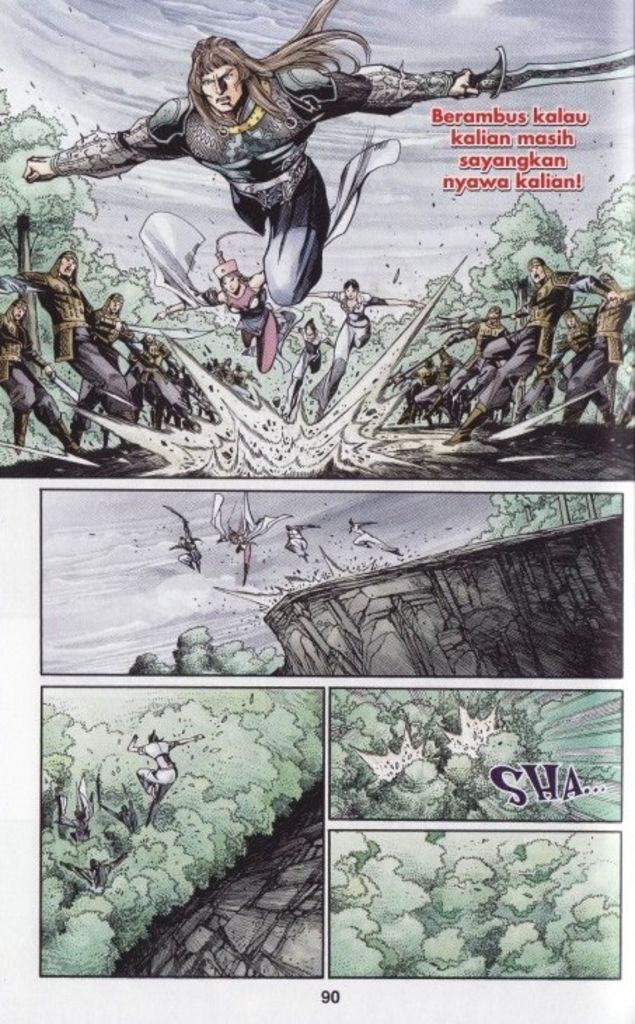 Berambus kalau
kalian masih
sayangkan
nyawa kalian!
SHA...
90